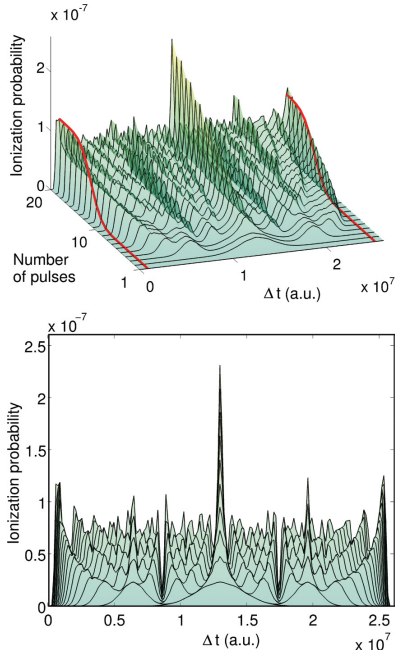 x 10⁻⁷
Ionization probability
2
1
0
20
10
1
Number
of pulses
0
1
2
Δ t (a.u.)
x 10⁷
x 10⁻⁷
Ionization probability
2.5
2
1.5
1
0.5
0
0 0.5 1 1.5 2 2.5
Δ t (a.u.)
x 10⁷